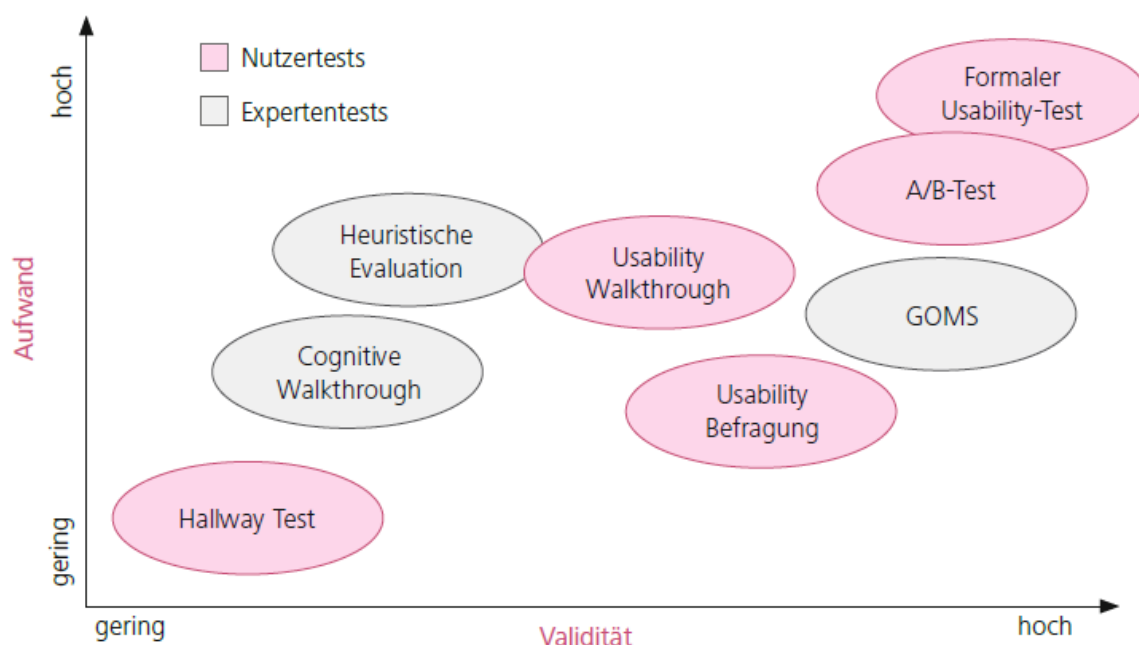 hoch
Nutzertests
Expertentests
Formaler
Usability-Test
A/B-Test
Heuristische
Evaluation
Usability
Walkthrough
GOMS
Aufwand
Cognitive
Walkthrough
Usability
Befragung
Hallway Test
gering
gering
Validität
hoch